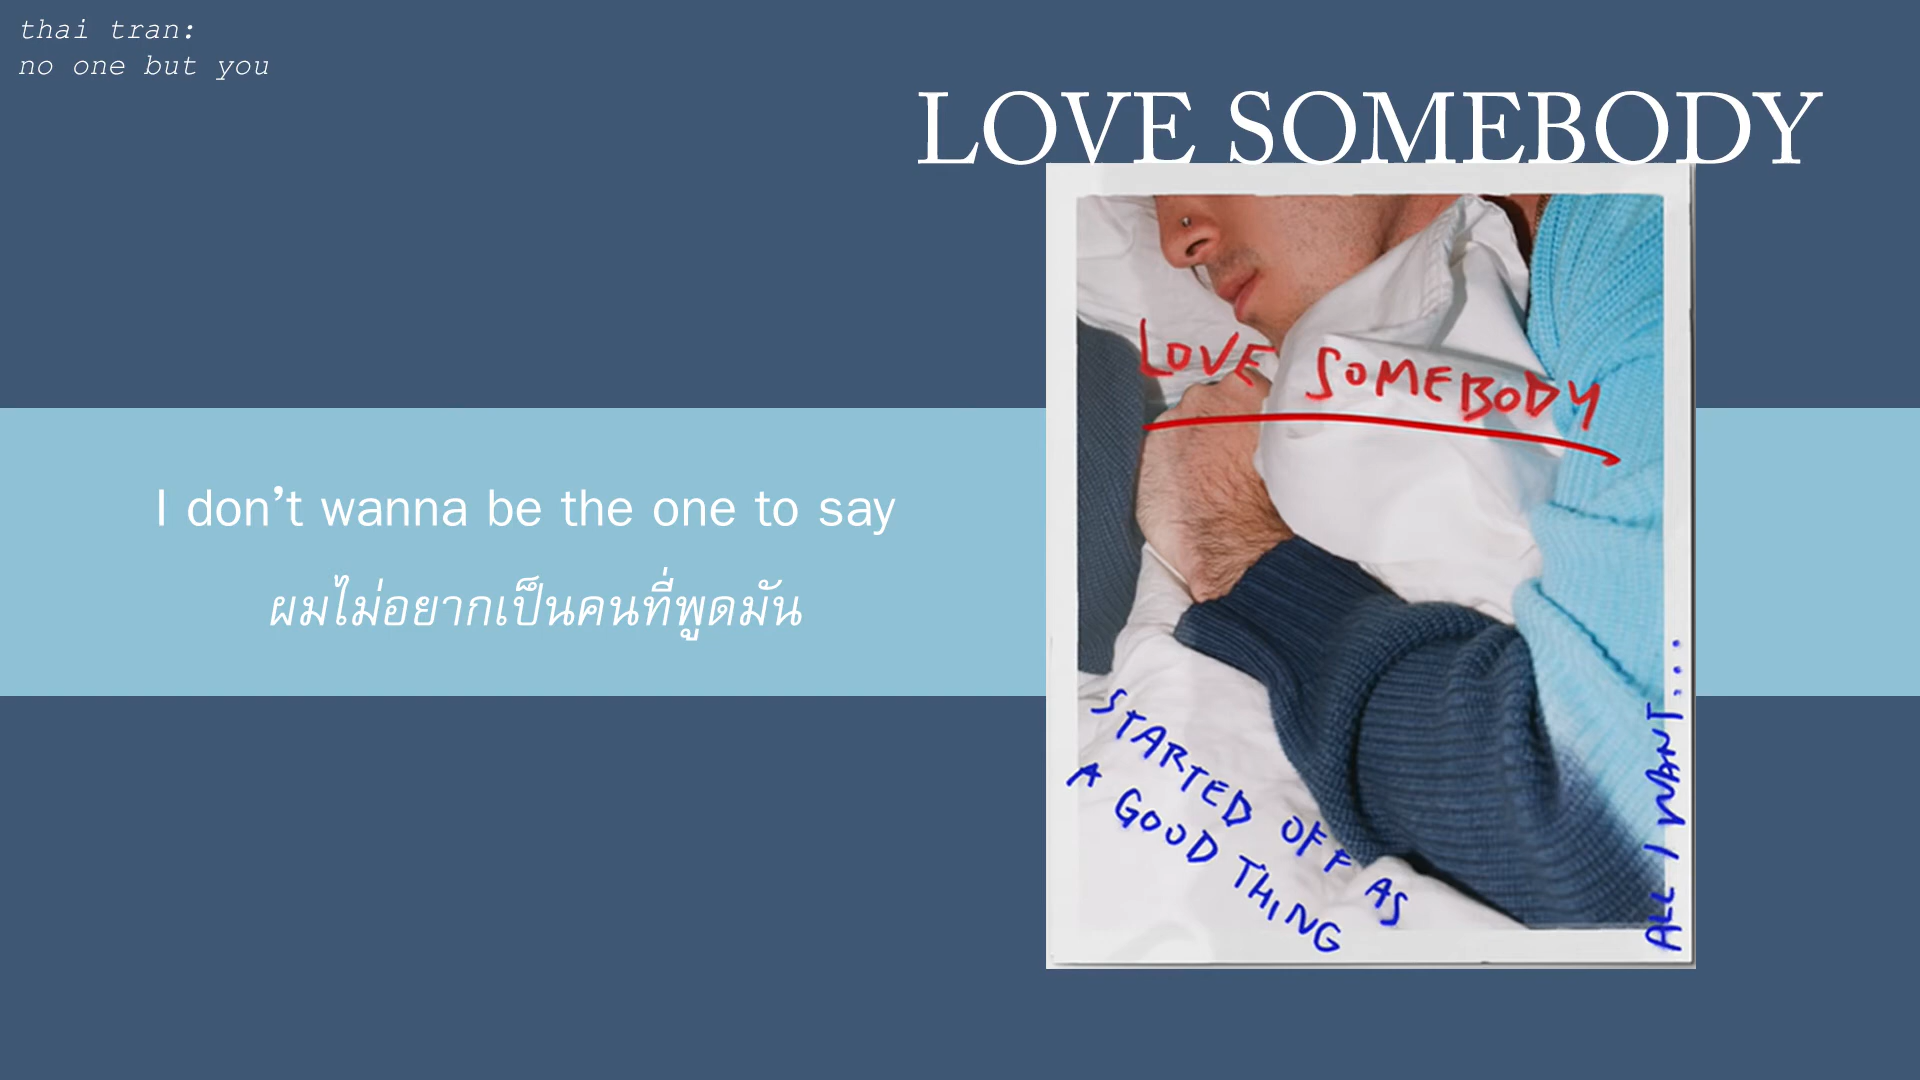 thai tran:
no one but you
LOVE SOMEBODY
LOVE SOMEBODY
I don't wanna be the one to say
ผมไม่อยากเป็นคนที่พูดมัน
STARTED OFF AS
A GOOD THING
ALL I WANT...